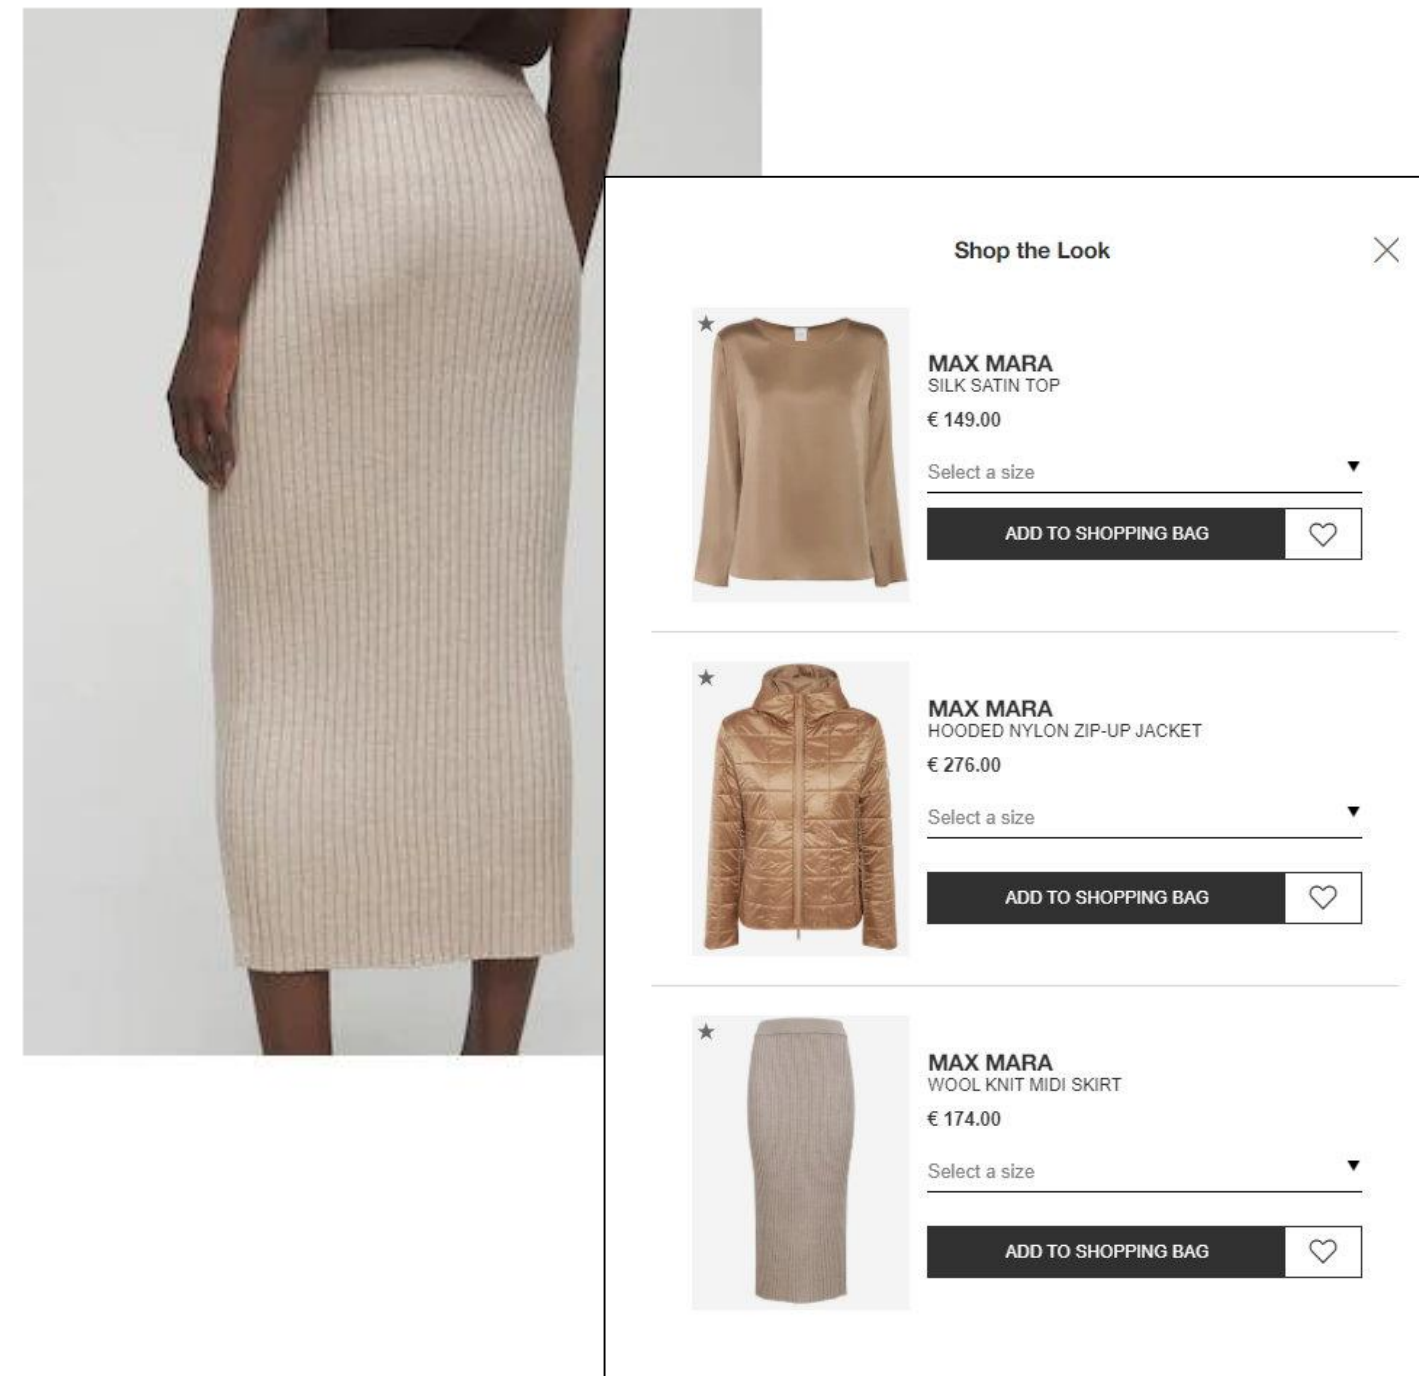 Shop the Look
MAX MARA
SILK SATIN TOP
€ 149.00
Select a size
ADD TO SHOPPING BAG
MAX MARA
HOODED NYLON ZIP-UP JACKET
€ 276.00
Select a size
ADD TO SHOPPING BAG
MAX MARA
WOOL KNIT MIDI SKIRT
€ 174.00
Select a size
ADD TO SHOPPING BAG